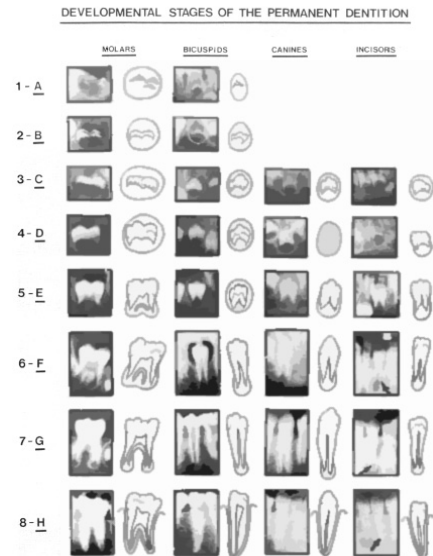 DEVELOPMENTAL STAGES OF THE PERMANENT DENTITION
MOLARS BICUSPIDS CANINES INCISORS
1 - A
2 - B
3 - C
4 - D
5 - E
6 - F
7 - G
8 - H